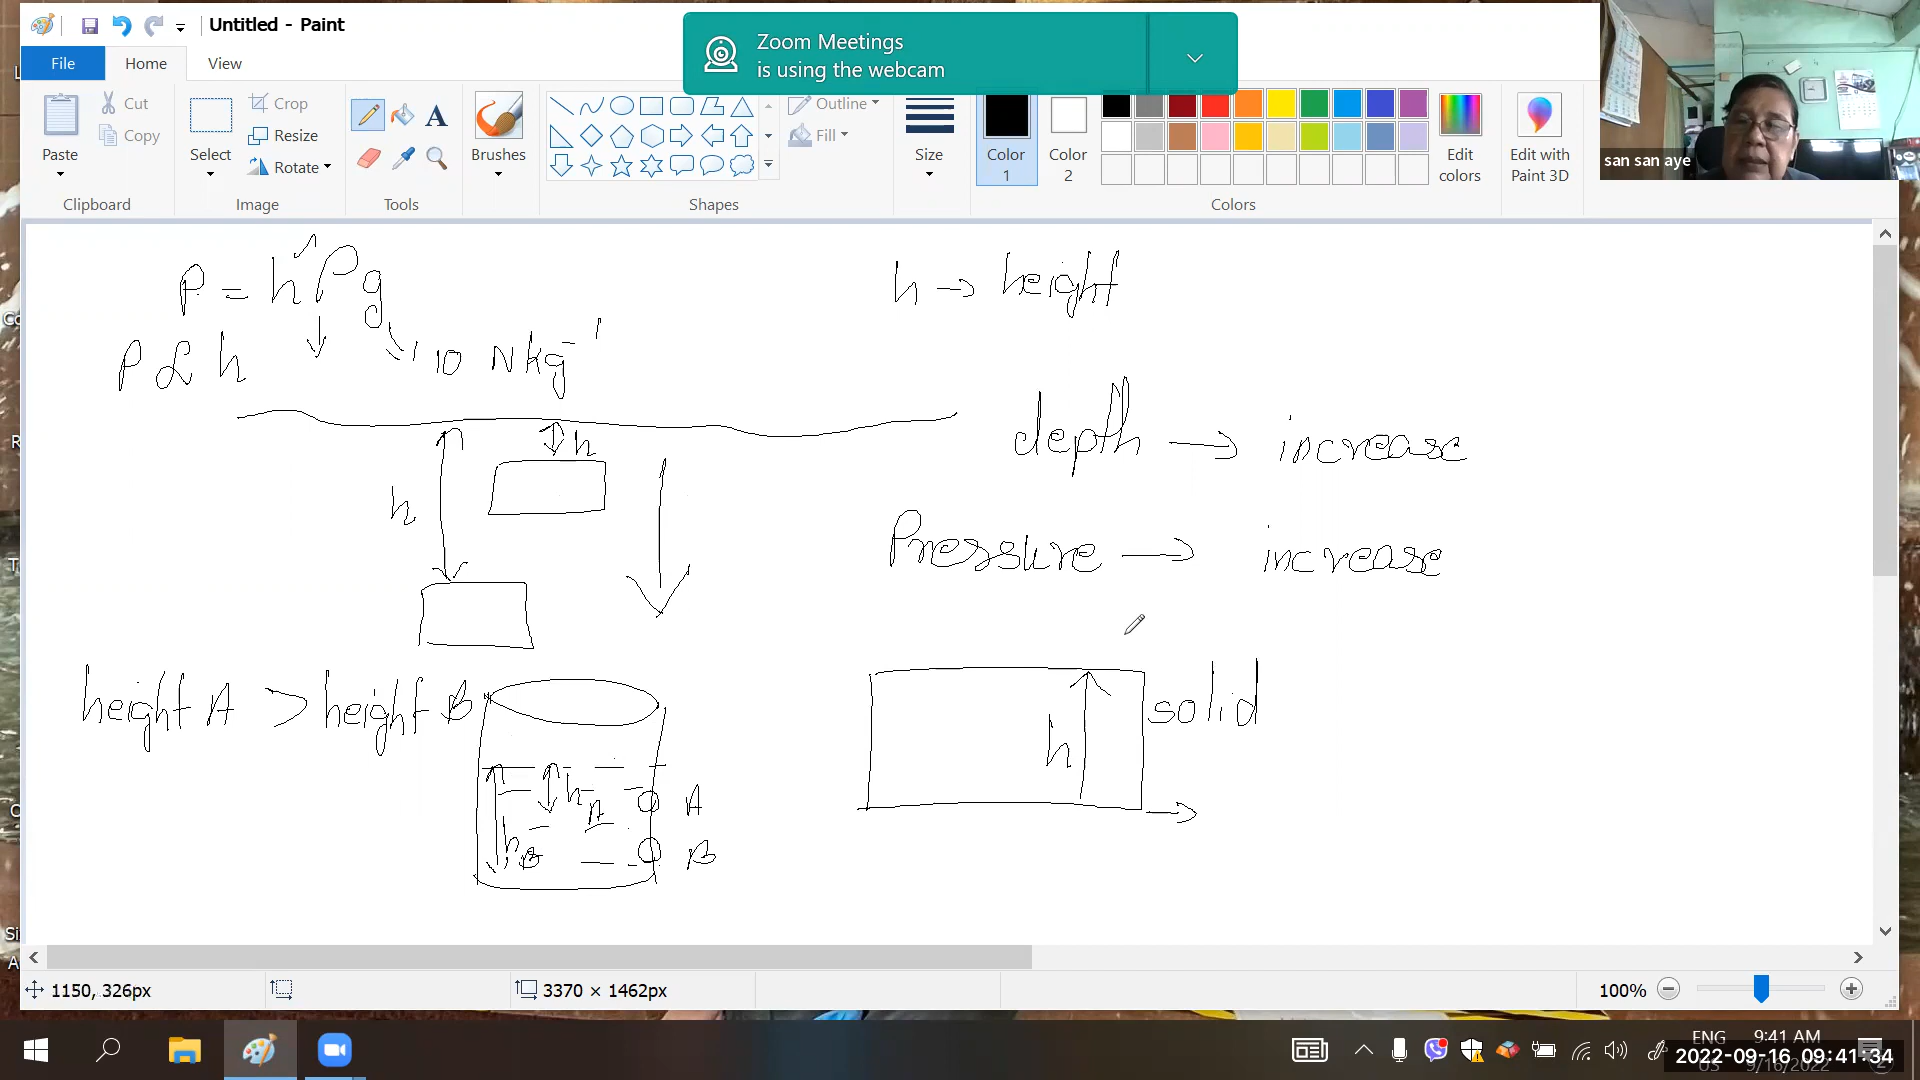 Untitled - Paint
Zoom Meetings
is using the webcam
File Home View
Paste
Cut
Copy
Clipboard
Select
Crop
Resize
Rotate
Image
Tools
Brushes
Shapes
Outline
Fill
Size
Color
1
Color
2
Edit
colors
Colors
Edit with
Paint 3D
san san aye
P = h ρ g
P α h
10 Nkg⁻¹
h → height
h
h
depth → increase
Pressure → increase
height A > height B
hA
A
hB
B
h
solid
1150, 326px
3370 × 1462px
100%
ENG
9:41 AM
2022-09-16 09:41:34